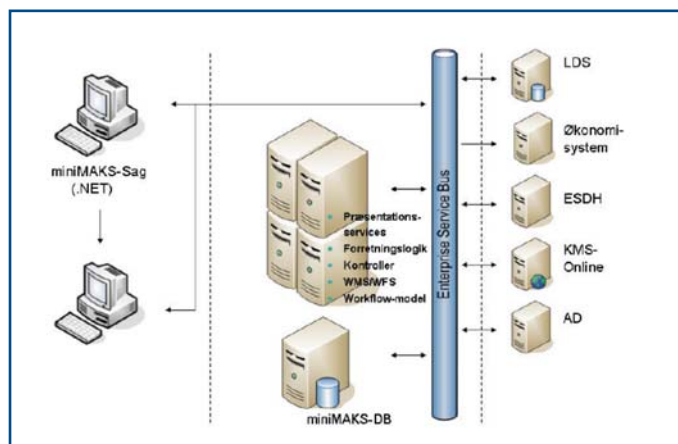 miniMAKS-Sag
(.NET)
Præsentations-
services
Forretningslogik
Kontroller
WMS/WFS
Workflow-model
miniMAKS-DB
Enterprise Service Bus
LDS
Økonomi-
system
ESDH
KMS-
Online
AD